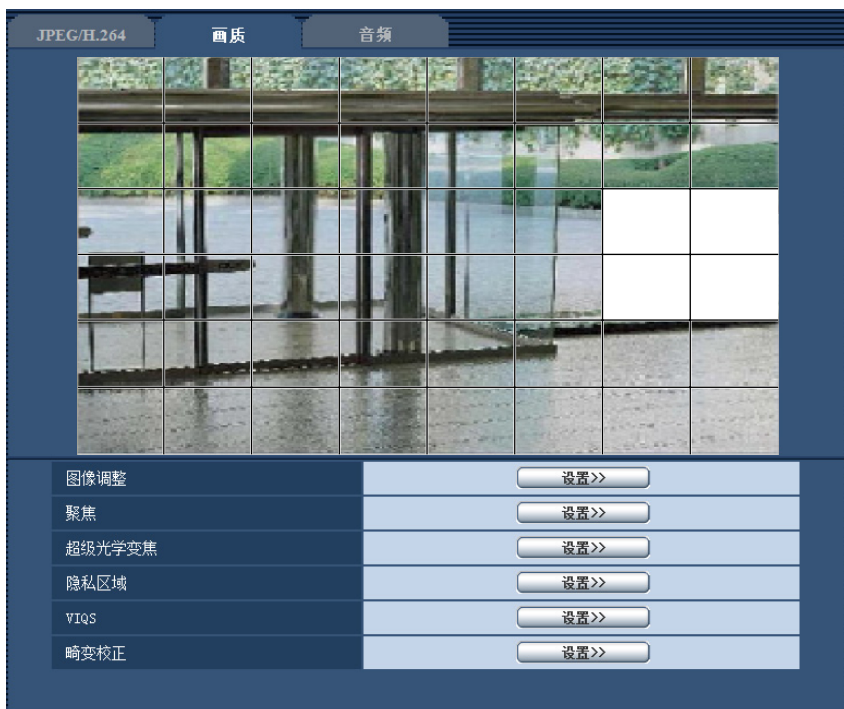 JPEG/H.264 画质 音频
图像调整 设置>>
聚焦 设置>>
超级光学变焦 设置>>
隐私区域 设置>>
VIQS 设置>>
畸变校正 设置>>